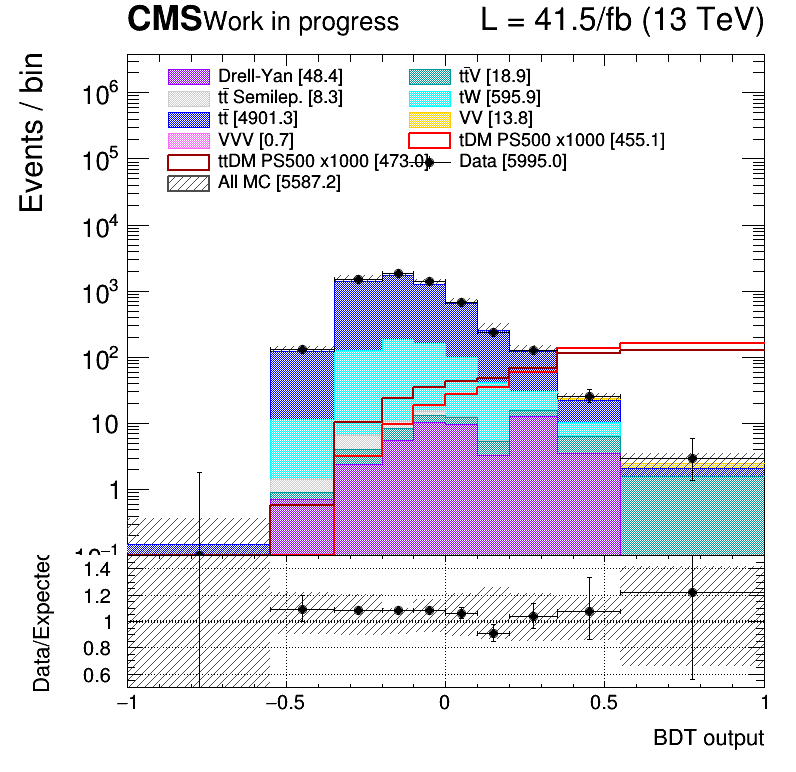 CMS Work in progress L = 41.5/fb (13 TeV)
Events / bin
Drell-Yan [48.4] tt̄V [18.9]
tt̄ Semilep. [8.3] tW [595.9]
tt̄ [4901.3] VV [13.8]
VVV [0.7] tDM PS500 x1000 [455.1]
ttDM PS500 x1000 [473.0] Data [5995.0]
All MC [5587.2]
10⁶
10⁵
10⁴
10³
10²
10
1
10⁻¹
Data/Expected
1.4
1.2
1
0.8
0.6
−1 −0.5 0 0.5 1
BDT output